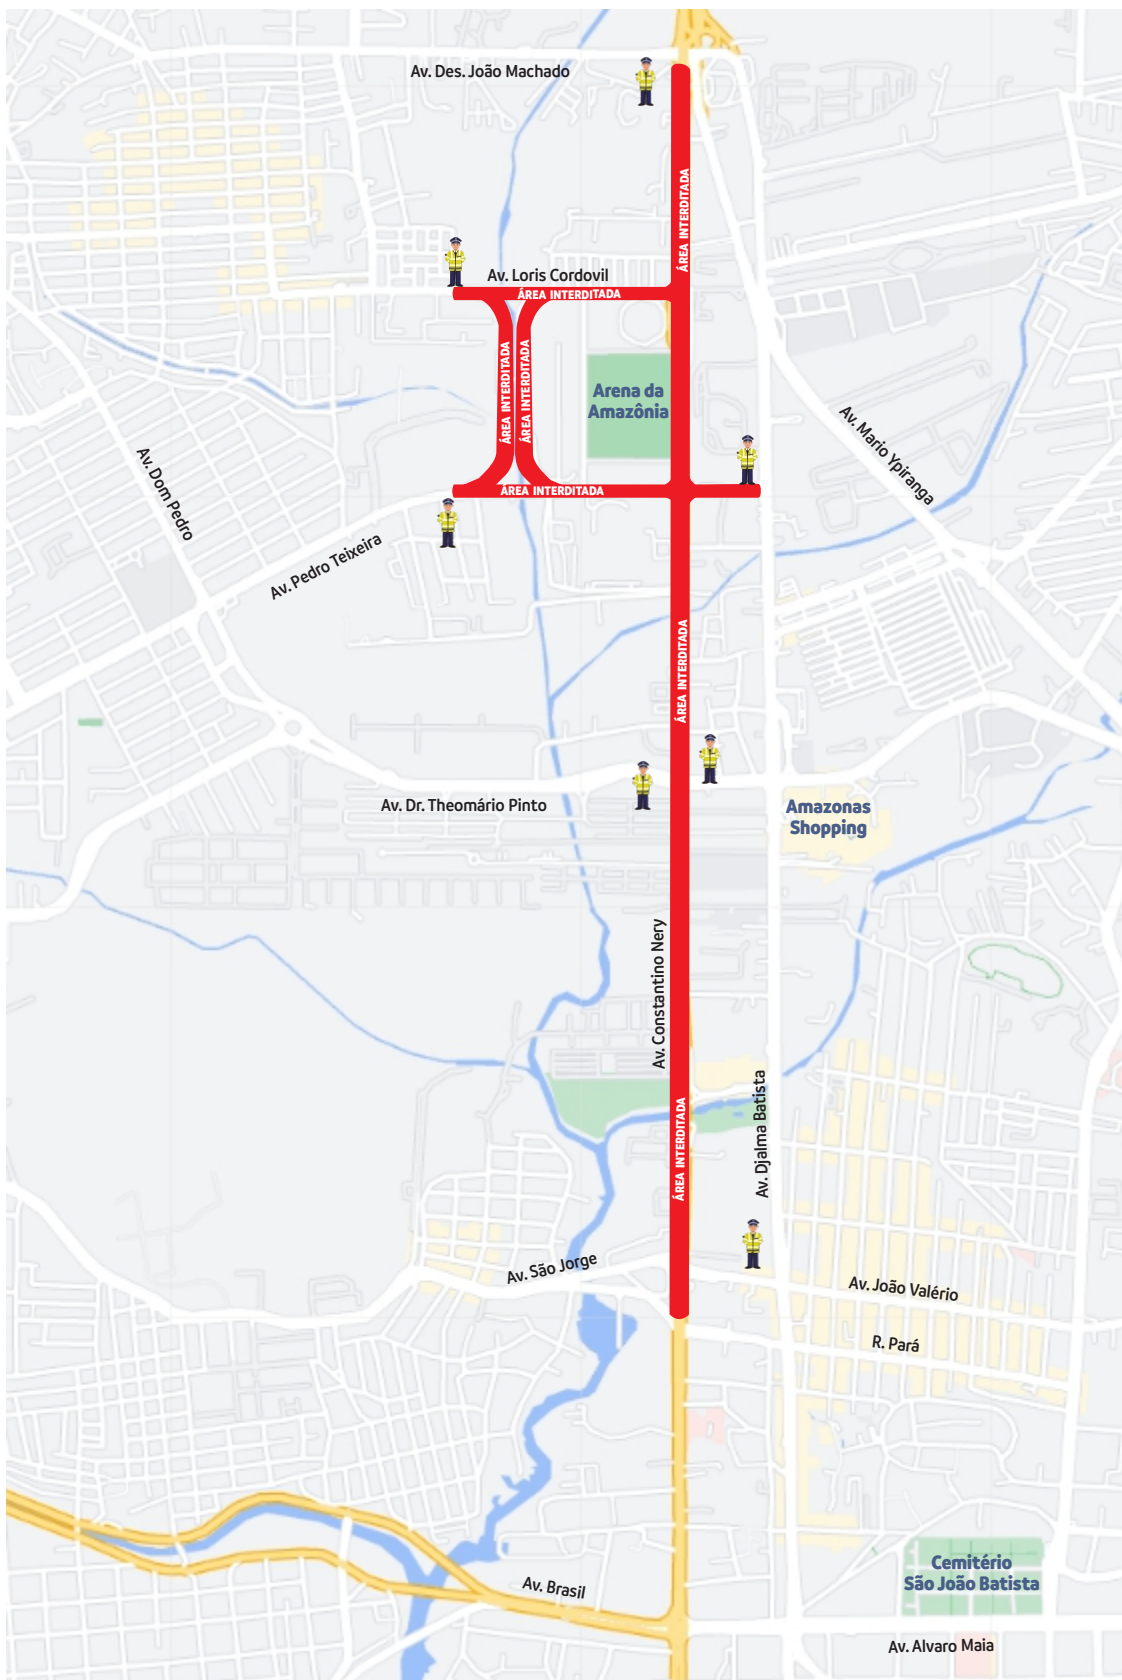 Av. Des. João Machado
ÁREA INTERDITADA
Av. Loris Cordovil
ÁREA INTERDITADA
ÁREA INTERDITADA
ÁREA INTERDITADA
Arena da
Amazônia
Av. Mario Ypiranga
Av. Dom Pedro
ÁREA INTERDITADA
Av. Pedro Teixeira
ÁREA INTERDITADA
Av. Dr. Theomário Pinto
Amazonas
Shopping
Av. Constantino Nery
Av. Djalma Batista
ÁREA INTERDITADA
Av. São Jorge
Av. João Valério
R. Pará
Cemitério
São João Batista
Av. Brasil
Av. Alvaro Maia